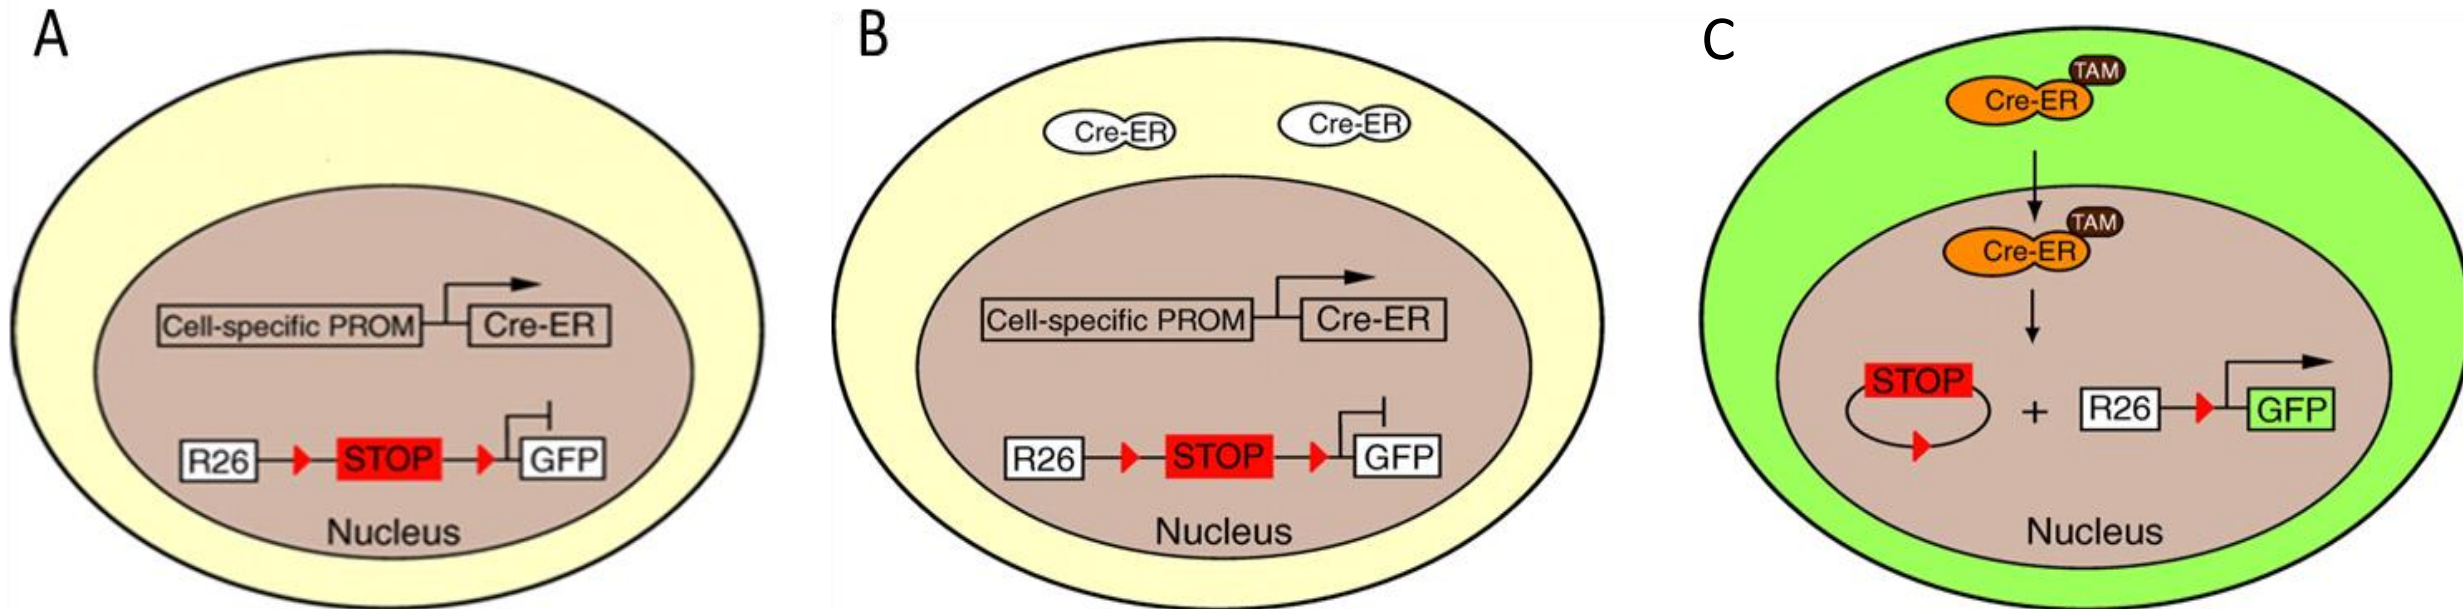 A
Cell-specific PROM
Cre-ER
R26
STOP
GFP
Nucleus
B
Cre-ER
Cre-ER
Cell-specific PROM
Cre-ER
R26
STOP
GFP
Nucleus
C
TAM
Cre-ER
TAM
Cre-ER
STOP
+
R26
GFP
Nucleus